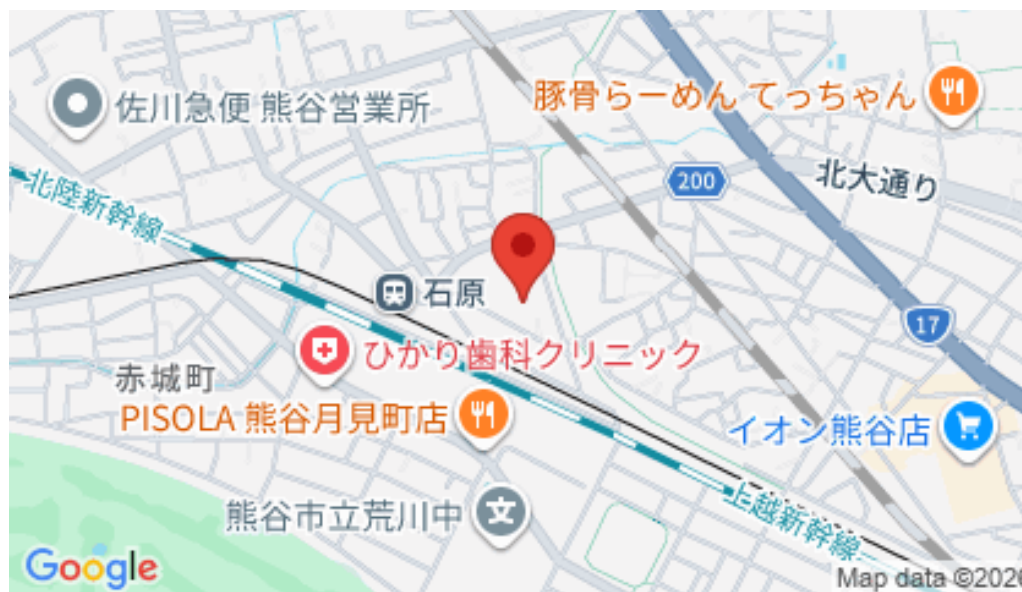 佐川急便 熊谷営業所
豚骨らーめん てっちゃん
200
北大通り
北陸新幹線
石原
17
ひかり歯科クリニック
赤城町
PISOLA 熊谷月見町店
イオン熊谷店
熊谷市立荒川中
文
上越新幹線
Google
Map data ©2026